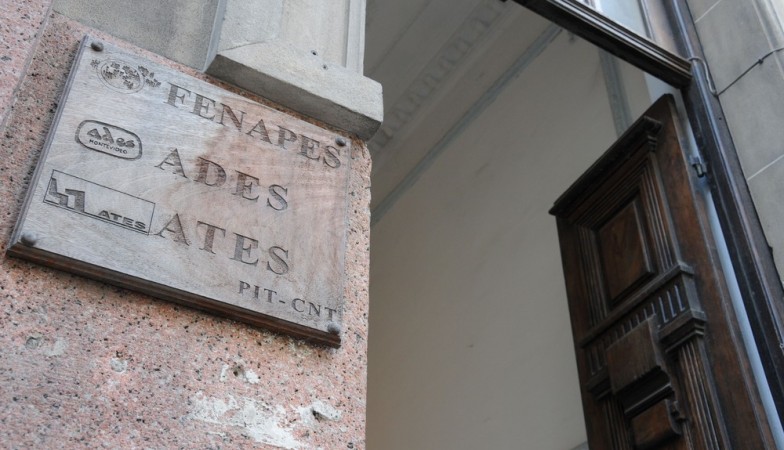 FENAPES
ades
MONTEVIDEO
ADES
ATES
ATES
PIT-CNT